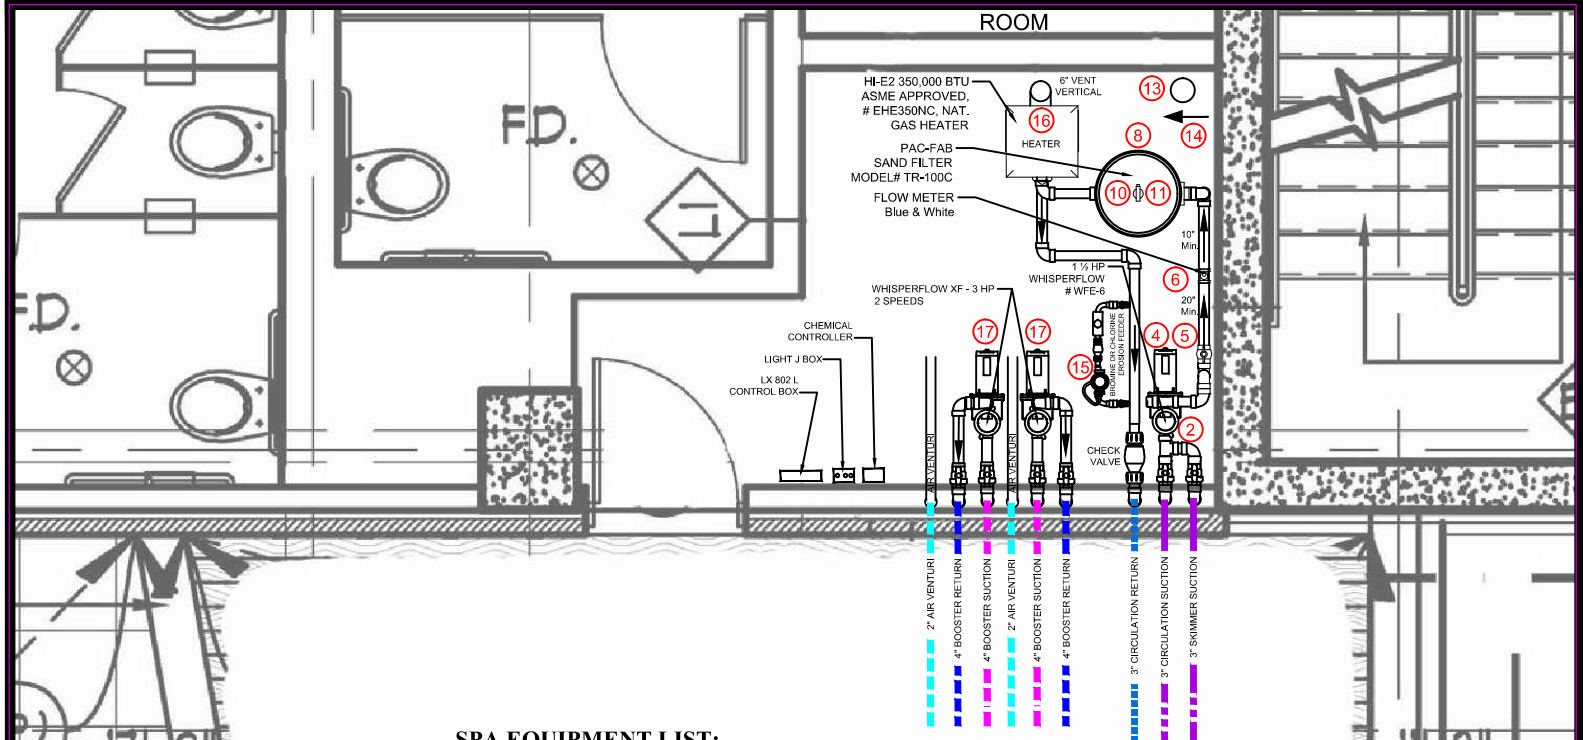 ROOM
HI-E2 350,000 BTU
ASME APPROVED,
# EHE350NC, NAT.
GAS HEATER
6" VENT
VERTICAL
13
16
14
HEATER
8
PAC-FAB
SAND FILTER
MODEL# TR-100C
10
11
FLOW METER
Blue & White
F.D.
17
10"
Min.
1 ½ HP
WHISPERFLOW
# WFE-6
6
WHISPERFLOW XF - 3 HP
2 SPEEDS
20"
Min.
F.D.
CHEMICAL
CONTROLLER
LIGHT J BOX
LX 802 L
CONTROL BOX
17
17
4
5
15
BROMINE OR CHLORINE
EROSION FEEDER
2
CHECK
VALVE
AIR VENTURI
AIR VENTURI
2" AIR VENTURI
4" BOOSTER RETURN
4" BOOSTER SUCTION
2" AIR VENTURI
4" BOOSTER SUCTION
4" BOOSTER RETURN
3" CIRCULATION RETURN
3" CIRCULATION SUCTION
3" SKIMMER SUCTION
SPA EQUIPMENT LIST: